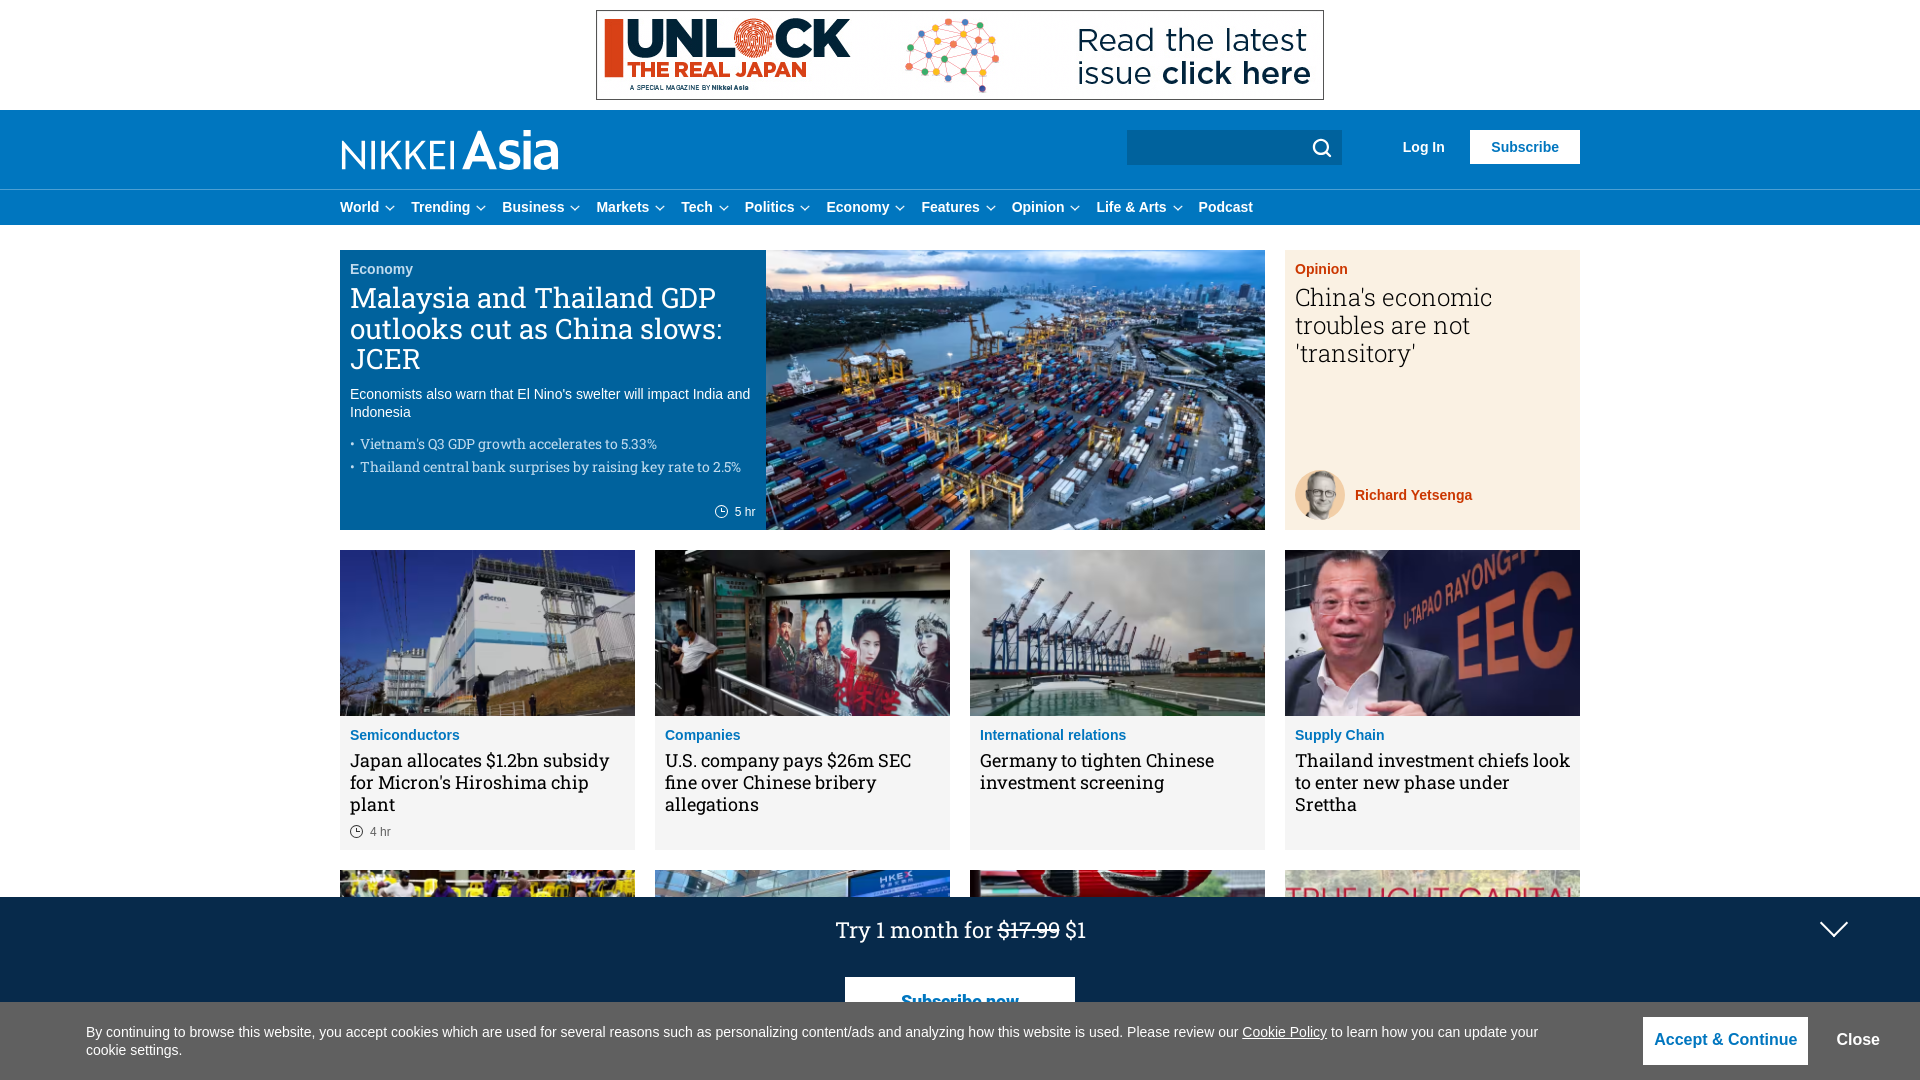 UNLOCK
THE REAL JAPAN
A SPECIAL MAGAZINE BY Nikkei Asia
Read the latest
issue click here
NIKKEI Asia
Log In
Subscribe
World
Trending
Business
Markets
Tech
Politics
Economy
Features
Opinion
Life & Arts
Podcast
Economy
Malaysia and Thailand GDP
outlooks cut as China slows:
JCER
Economists also warn that El Nino's swelter will impact India and
Indonesia
• Vietnam's Q3 GDP growth accelerates to 5.33%
• Thailand central bank surprises by raising key rate to 2.5%
5 hr
Opinion
China's economic
troubles are not
'transitory'
Richard Yetsenga
micron
U-TAPAO RAYONG-
EEC
Semiconductors
Japan allocates $1.2bn subsidy
for Micron's Hiroshima chip
plant
4 hr
Companies
U.S. company pays $26m SEC
fine over Chinese bribery
allegations
International relations
Germany to tighten Chinese
investment screening
Supply Chain
Thailand investment chiefs look
to enter new phase under
Srettha
HKEX
TRUE LIGHT CAPITAL
Try 1 month for $17.99 $1
Subscribe now
By continuing to browse this website, you accept cookies which are used for several reasons such as personalizing content/ads and analyzing how this website is used. Please review our Cookie Policy to learn how you can update your
cookie settings.
Accept & Continue
Close